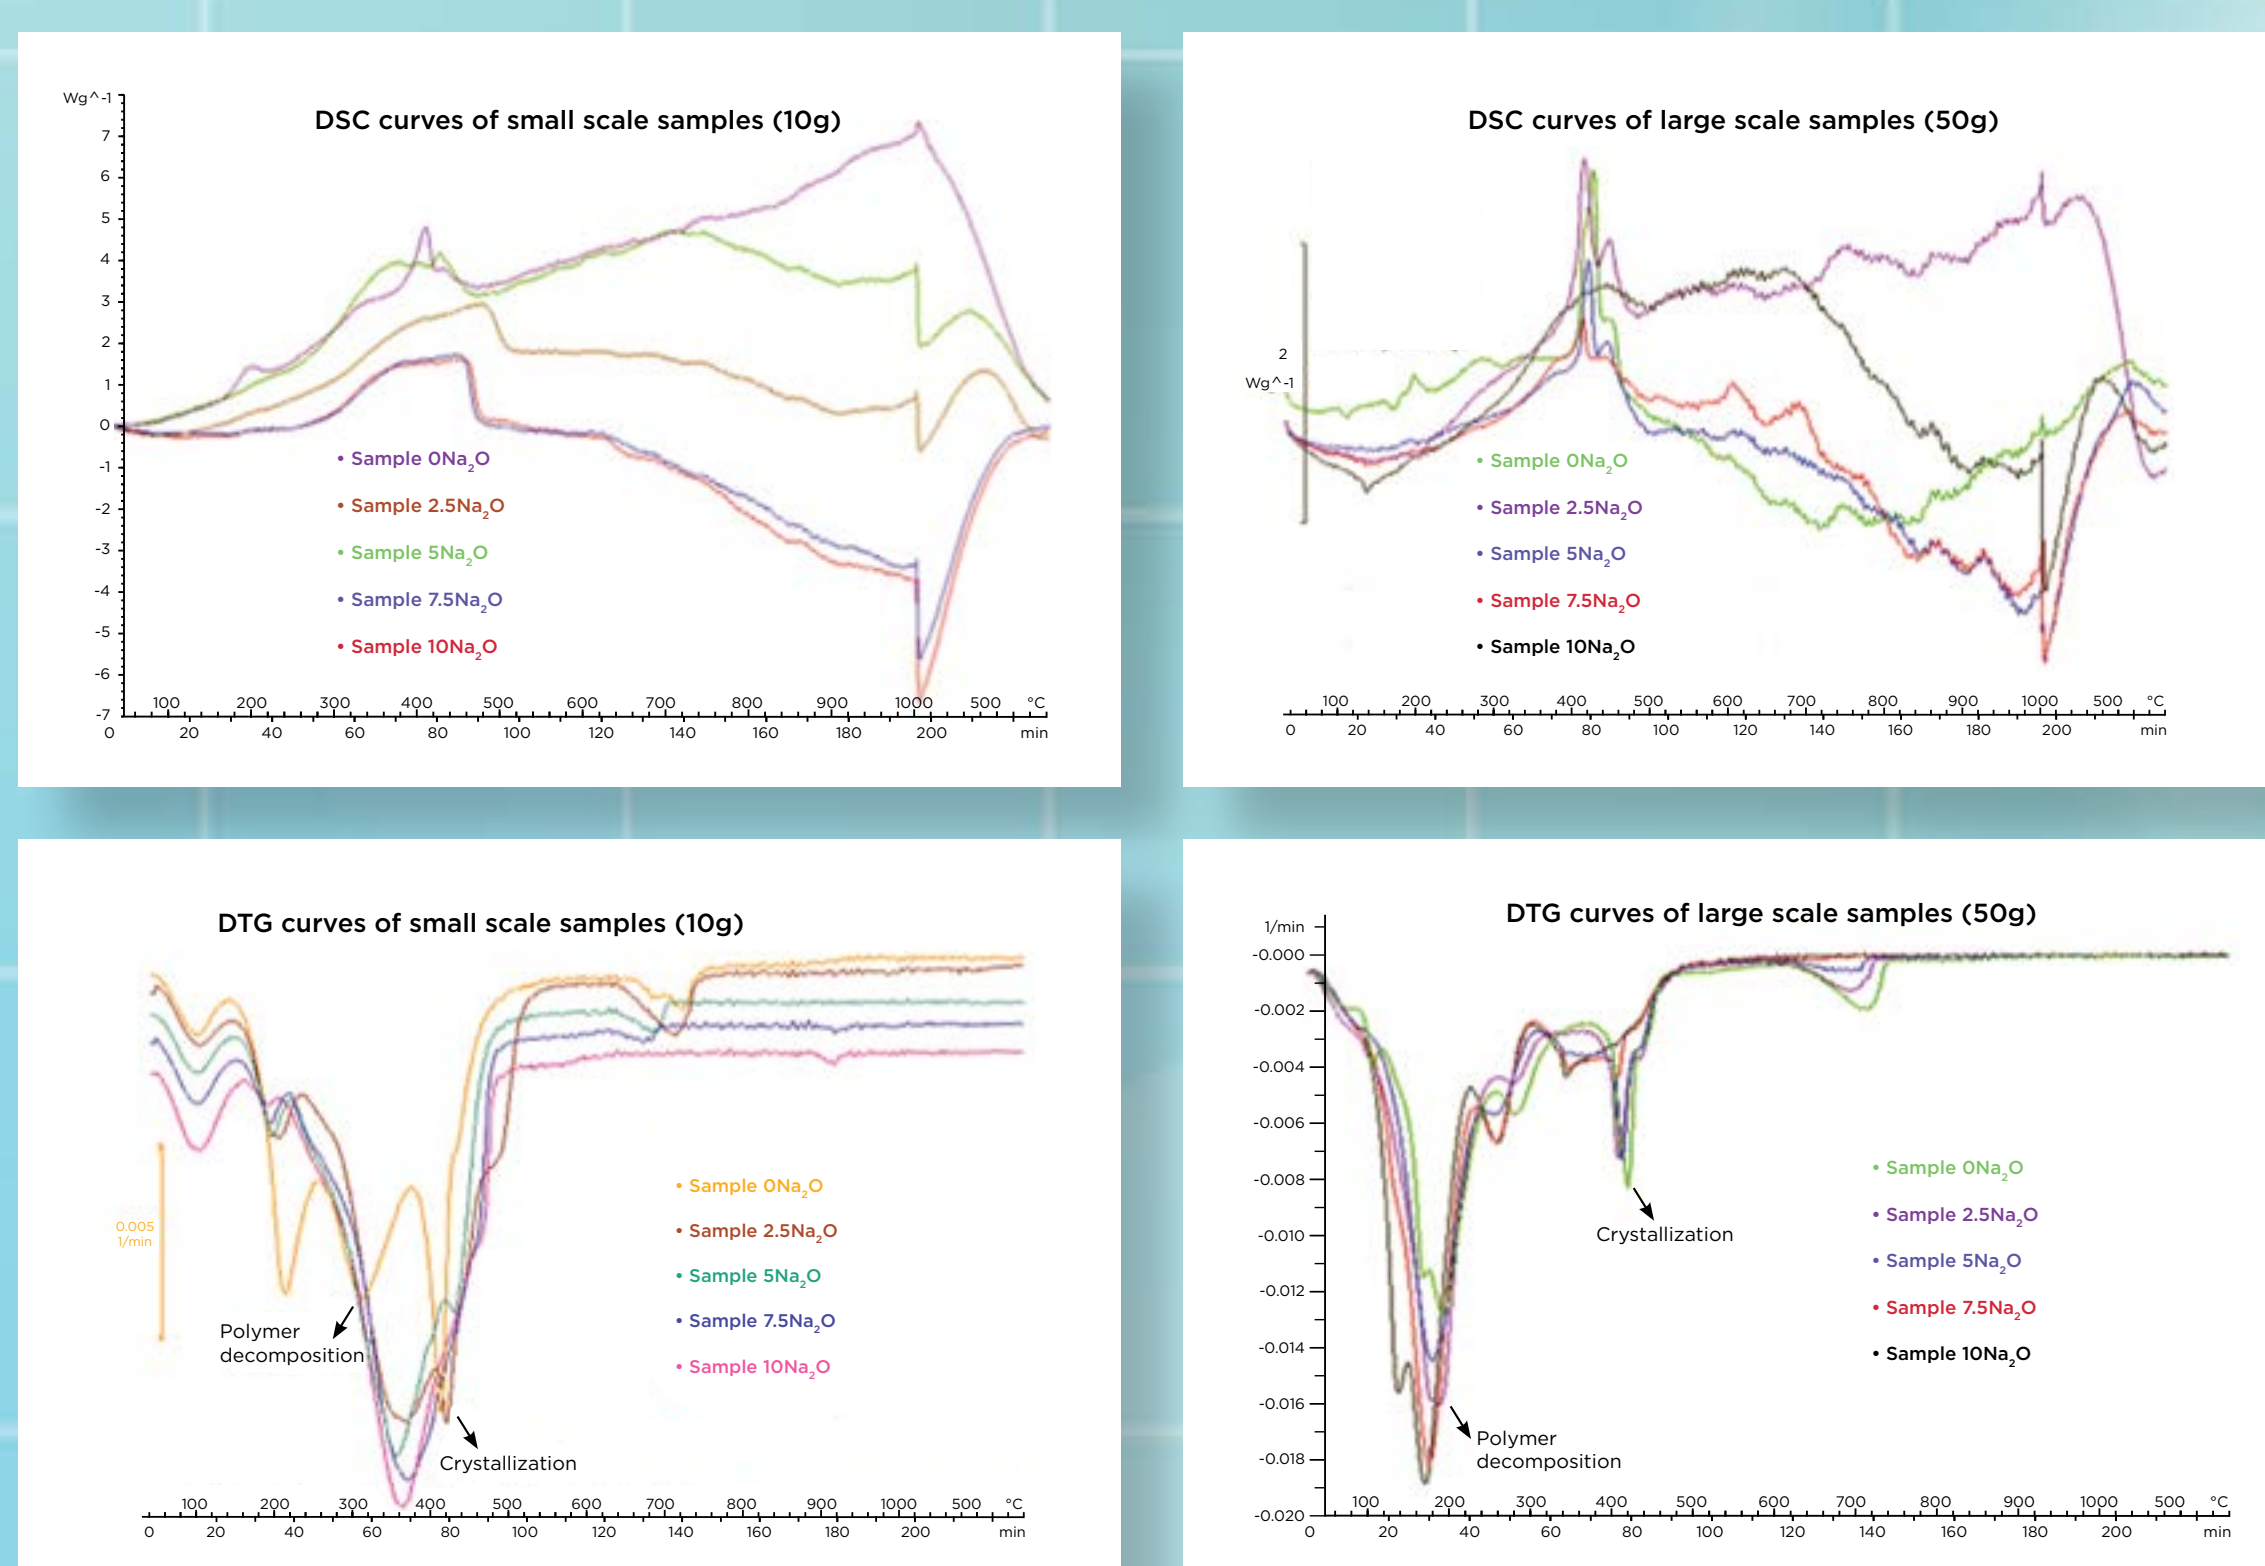 DSC curves of small scale samples (10g)
Wg^-1
7
6
5
4
3
2
1
0
-1
-2
-3
-4
-5
-6
-7
• Sample 0Na₂O
• Sample 2.5Na₂O
• Sample 5Na₂O
• Sample 7.5Na₂O
• Sample 10Na₂O
100 200 300 400 500 600 700 800 900 1000 500 °C
0 20 40 60 80 100 120 140 160 180 200 min
DSC curves of large scale samples (50g)
2
Wg^-1
• Sample 0Na₂O
• Sample 2.5Na₂O
• Sample 5Na₂O
• Sample 7.5Na₂O
• Sample 10Na₂O
100 200 300 400 500 600 700 800 900 1000 500 °C
0 20 40 60 80 100 120 140 160 180 200 min
DTG curves of small scale samples (10g)
0.005
1/min
• Sample 0Na₂O
• Sample 2.5Na₂O
• Sample 5Na₂O
• Sample 7.5Na₂O
• Sample 10Na₂O
Polymer
decomposition
Crystallization
100 200 300 400 500 600 700 800 900 1000 500 °C
0 20 40 60 80 100 120 140 160 180 200 min
DTG curves of large scale samples (50g)
1/min
-0.000
-0.002
-0.004
-0.006
-0.008
-0.010
-0.012
-0.014
-0.016
-0.018
-0.020
• Sample 0Na₂O
• Sample 2.5Na₂O
• Sample 5Na₂O
• Sample 7.5Na₂O
• Sample 10Na₂O
Crystallization
Polymer
decomposition
100 200 300 400 500 600 700 800 900 1000 500 °C
0 20 40 60 80 100 120 140 160 180 200 min